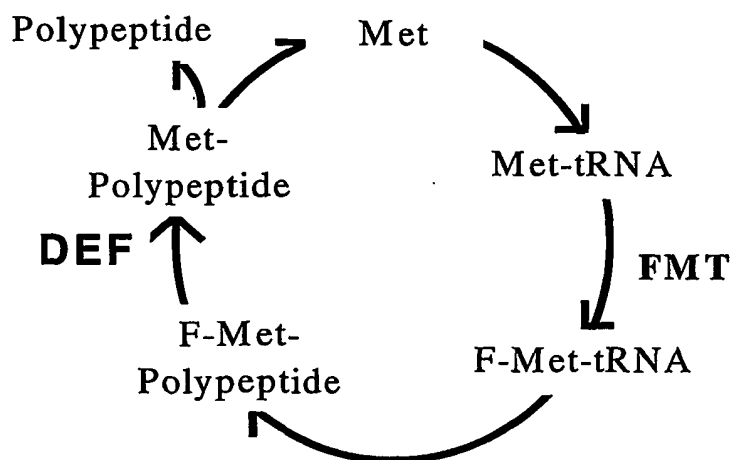 Polypeptide
Met
Met-
Polypeptide
Met-tRNA
DEF
FMT
F-Met-
Polypeptide
F-Met-tRNA